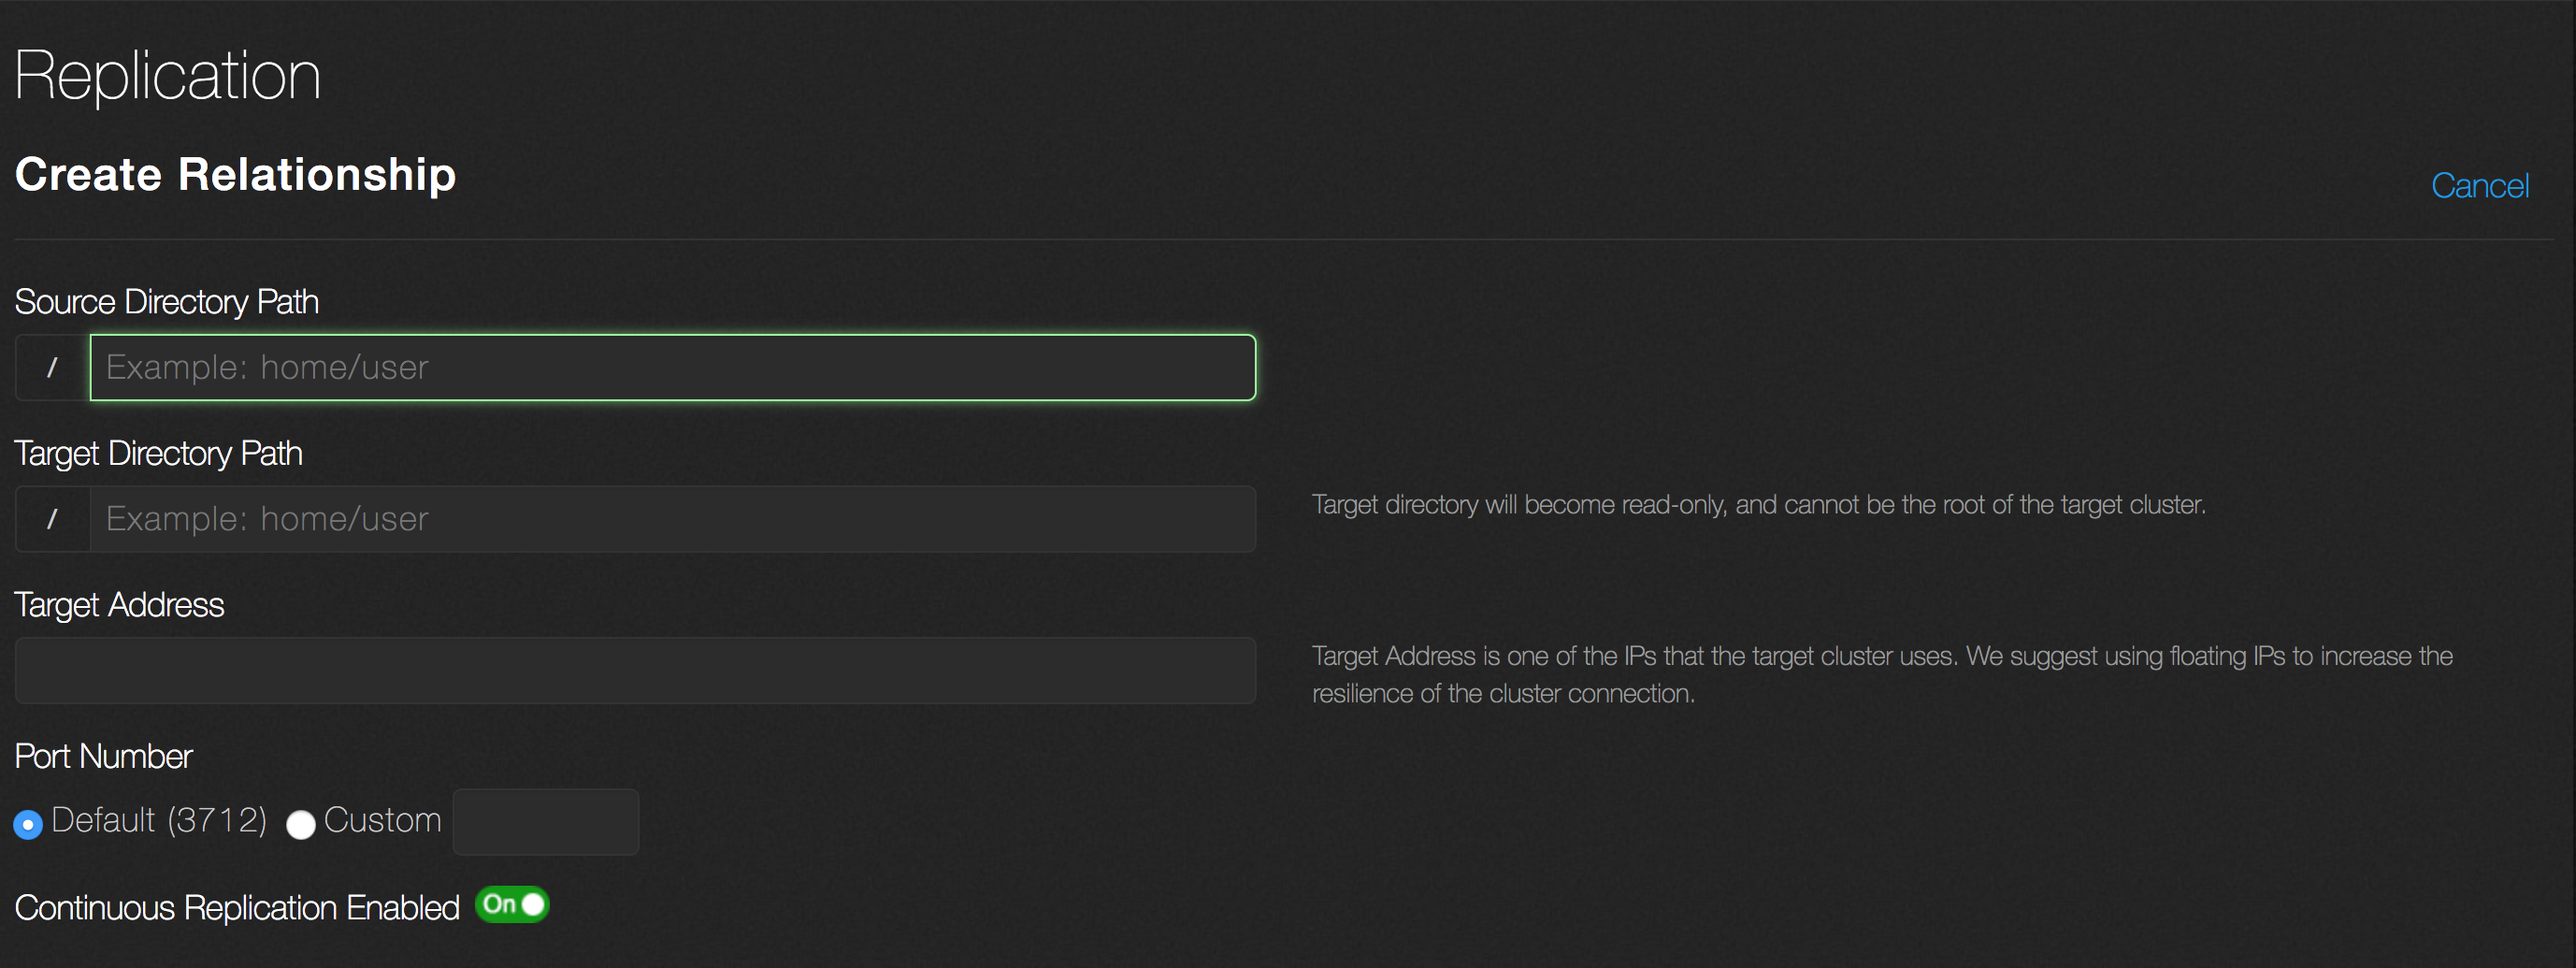 Replication
Create Relationship
Cancel
Source Directory Path
/ Example: home/user
Target Directory Path
/ Example: home/user
Target directory will become read-only, and cannot be the root of the target cluster.
Target Address
Target Address is one of the IPs that the target cluster uses. We suggest using floating IPs to increase the
resilience of the cluster connection.
Port Number
Default (3712) Custom
Continuous Replication Enabled On